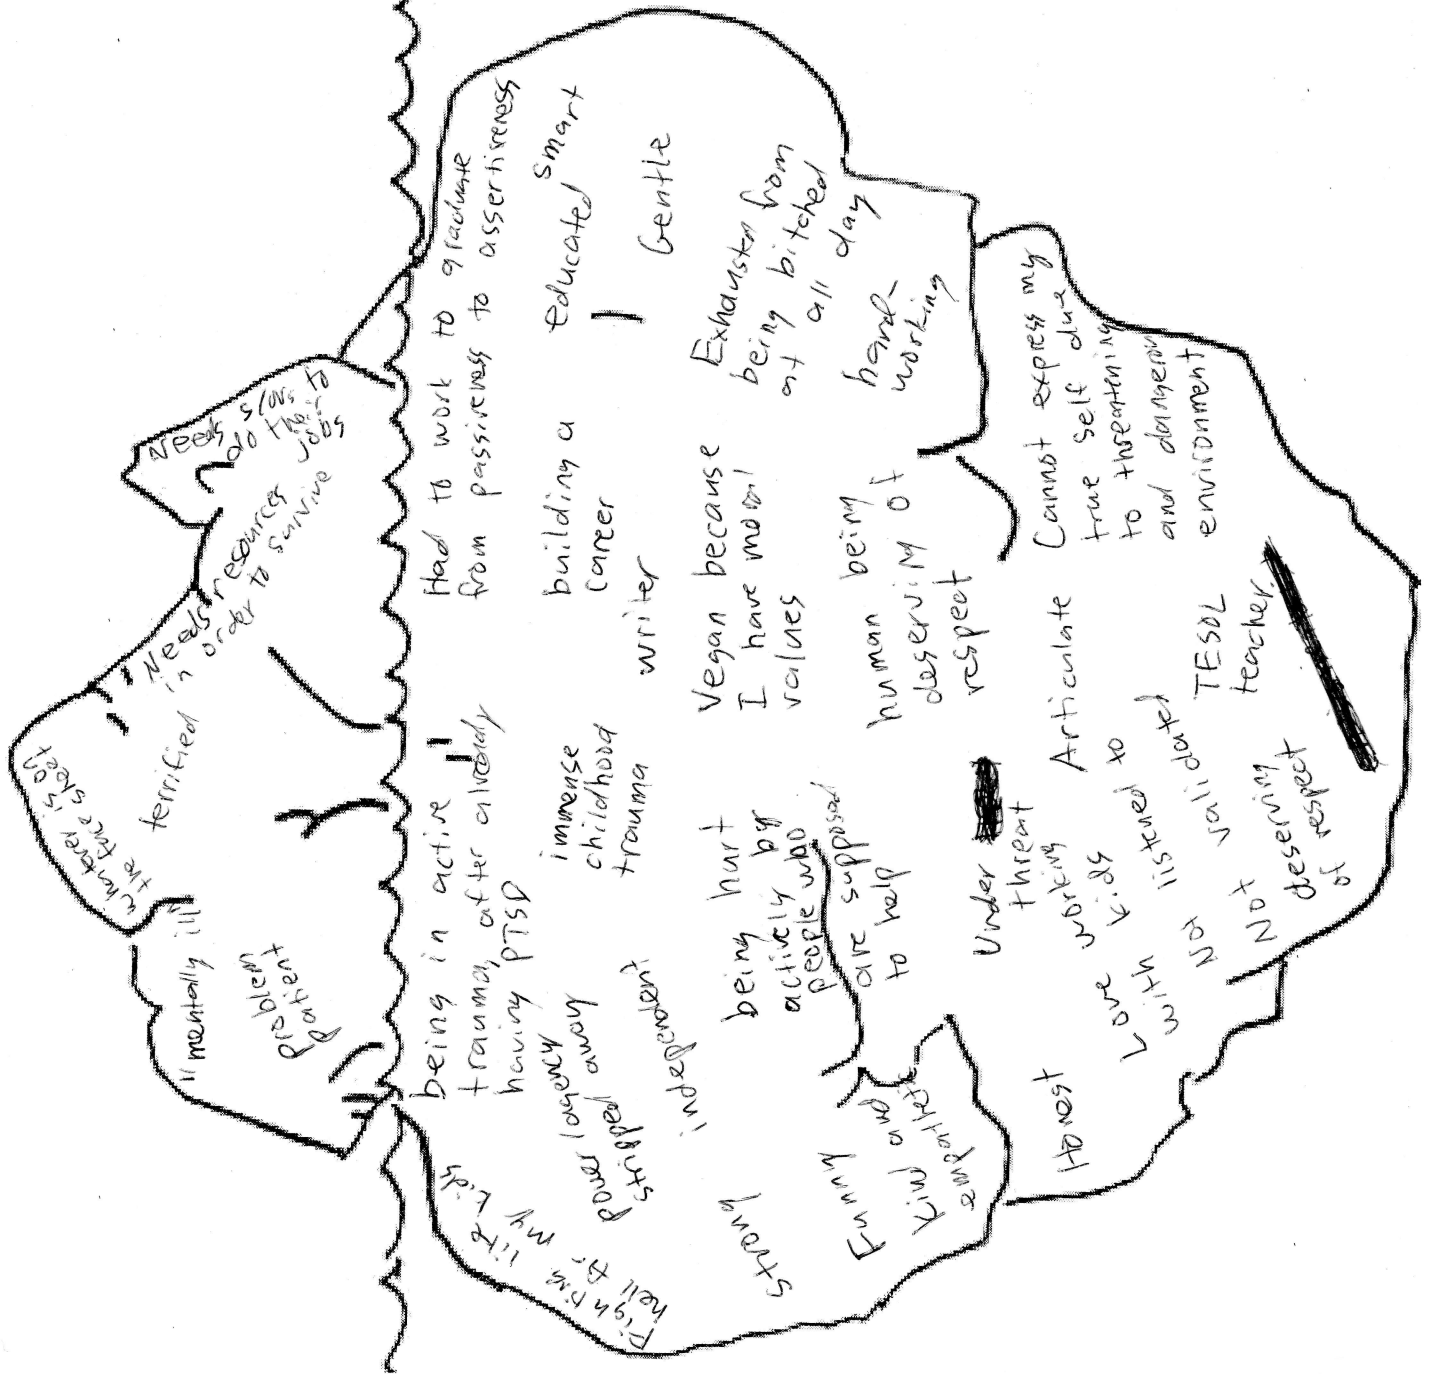 whatever is on
the face sheet
"mentally ill"
terrified
Needs resources
in order to survive
Needs to
do their
jobs
Problem
patient
Fighting like
hell for my kids
being in active
trauma, after already
having PTSD
Had to work to graduate
from passiveness to assertiveness
power/agency
stripped away
immense
childhood
trauma
building a
career
educated
smart
independent
writer
Gentle
Strong
being hurt
actively by
people who
are supposed
to help
Vegan because
I have moral
values
Exhausted from
being bitched
at all day
Funny
Kind and
empathetic
human being
deserving of
respect
hard-
working
Under
threat
Honest
Love working
with kids
Articulate
Cannot express my
true self due
to threatening
and dangerous
environment
Not listened to
Not validated
TESOL
teacher
Not deserving
of respect